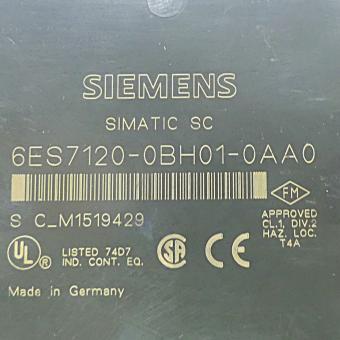 SIEMENS
SIMATIC SC
6ES7120-0BH01-0AA0
FM
S C_M1519429
APPROVED
CL.1, DIV.2
HAZ. LOC.
T4A
UL ® LISTED 74D7
IND. CONT. EQ.
SA CE
Made in Germany